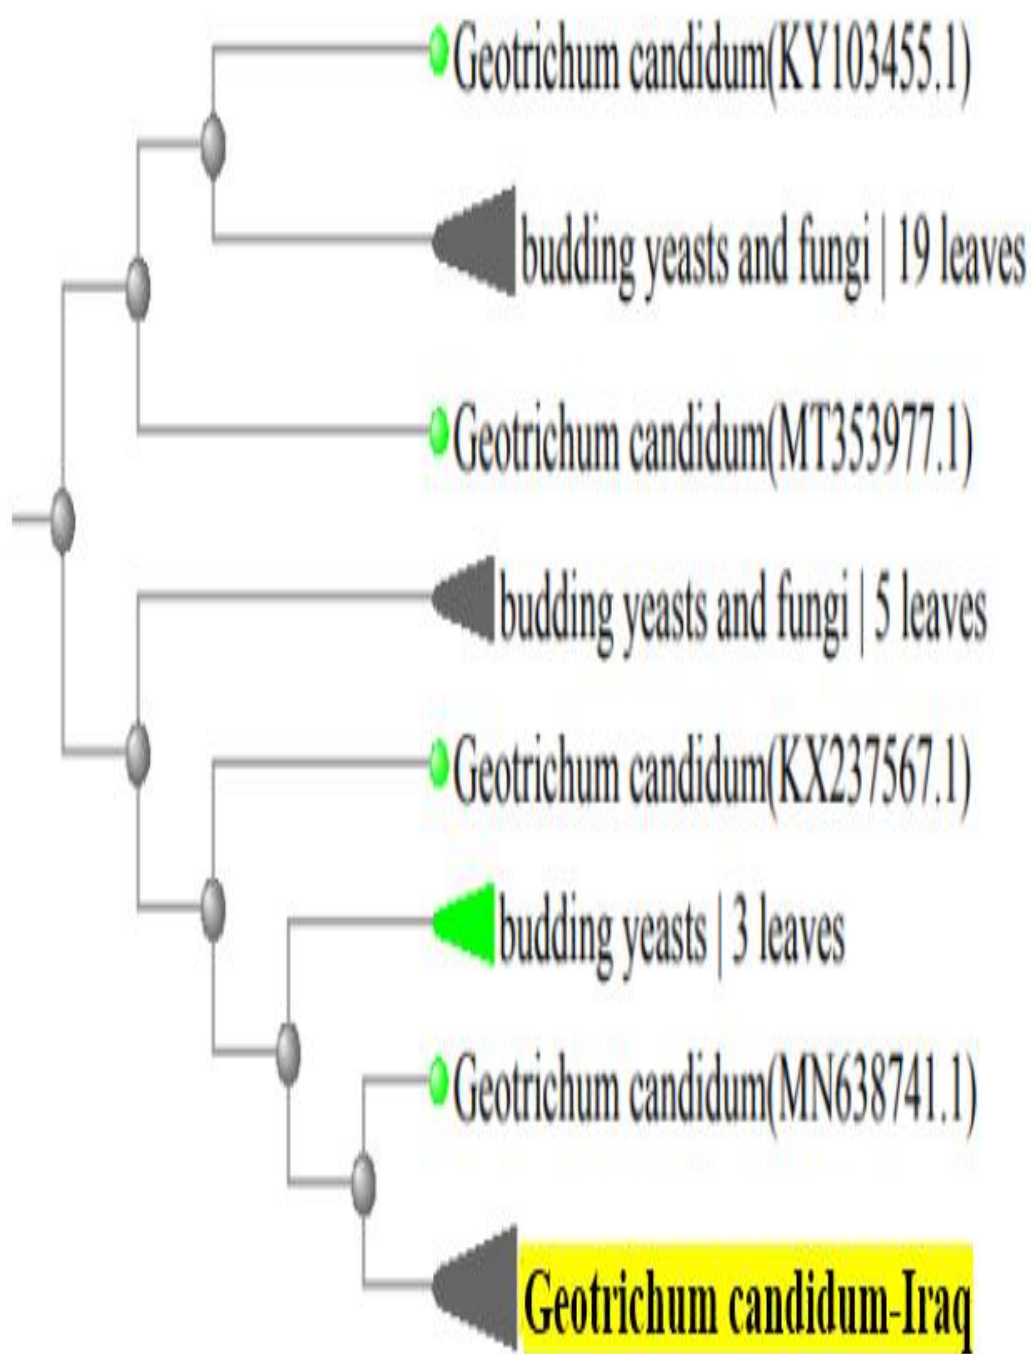 Geotrichum candidum(KY103455.1)
budding yeasts and fungi | 19 leaves
Geotrichum candidum(MT353977.1)
budding yeasts and fungi | 5 leaves
Geotrichum candidum(KX237567.1)
budding yeasts | 3 leaves
Geotrichum candidum(MN638741.1)
Geotrichum candidum-Iraq